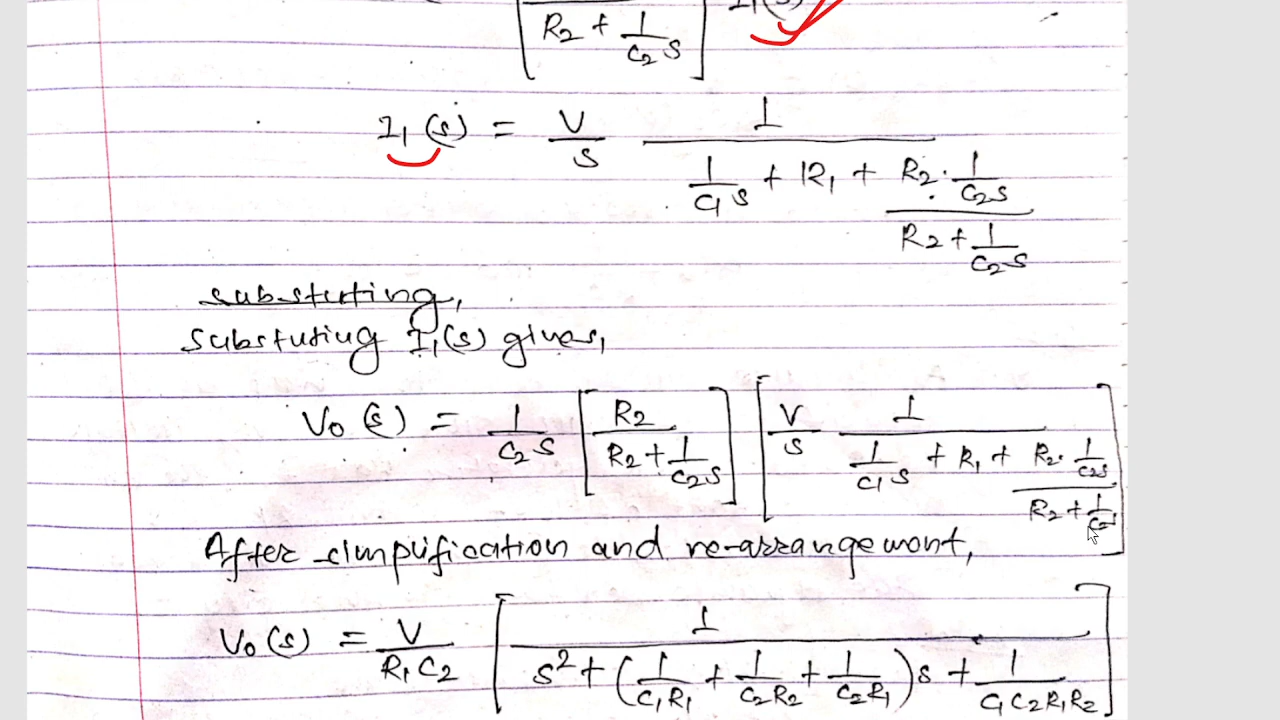 [ R2 + 1/C2S ] I1(s)
I1(s) = V/S 1/(1/C1S + R1 + (R2 . 1/C2S)/(R2 + 1/C2S))
substuting,
substuting I1(s) gives,
Vo(s) = 1/C2S [ R2/(R2 + 1/C2S) ] [ V/S 1/(1/C1S + R1 + (R2 . 1/C2S)/(R2 + 1/C2S)) ]
After simplification and re-arrangement,
Vo(s) = V/R1C2 [ 1/(s² + (1/C1R1 + 1/C2R2 + 1/C2R1)s + 1/C1C2R1R2) ]